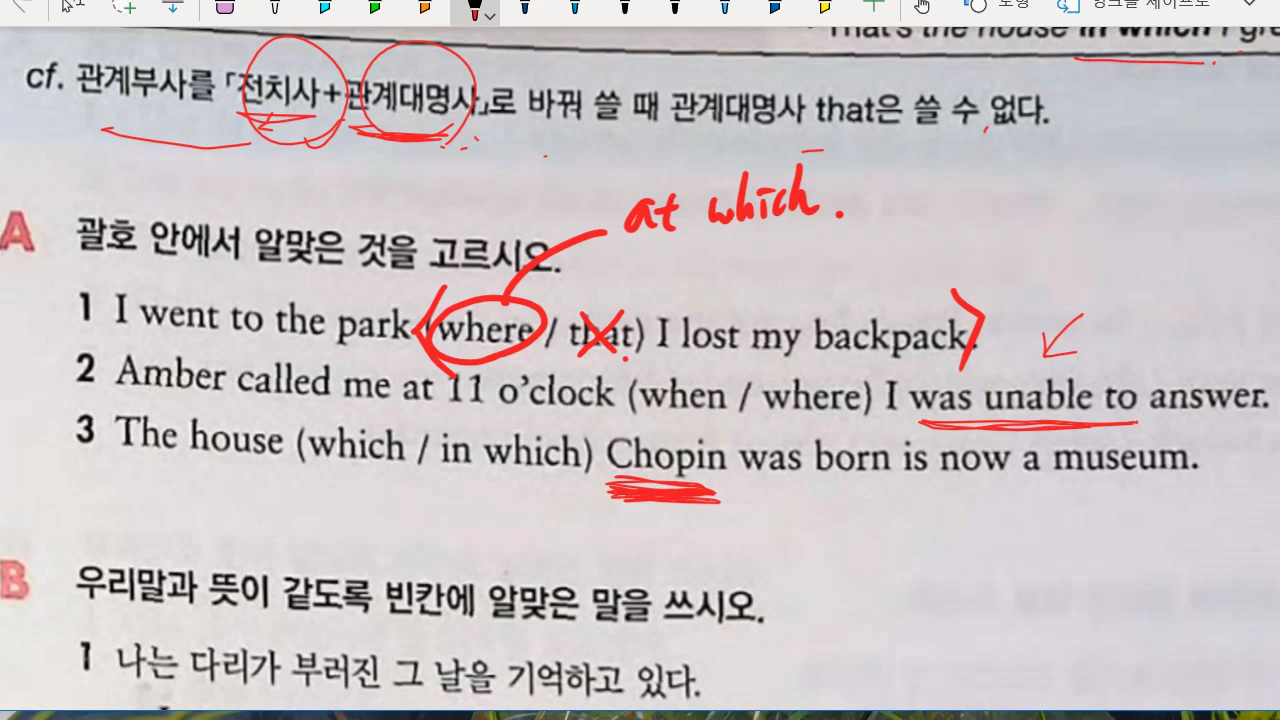 That's the house in which I gre
cf. 관계부사를 「전치사+관계대명사」로 바꿔 쓸 때 관계대명사 that은 쓸 수 없다.
at which.
A 괄호 안에서 알맞은 것을 고르시오.
1 I went to the park (where / that) I lost my backpack.
2 Amber called me at 11 o'clock (when / where) I was unable to answer.
3 The house (which / in which) Chopin was born is now a museum.
B 우리말과 뜻이 같도록 빈칸에 알맞은 말을 쓰시오.
1 나는 다리가 부러진 그 날을 기억하고 있다.